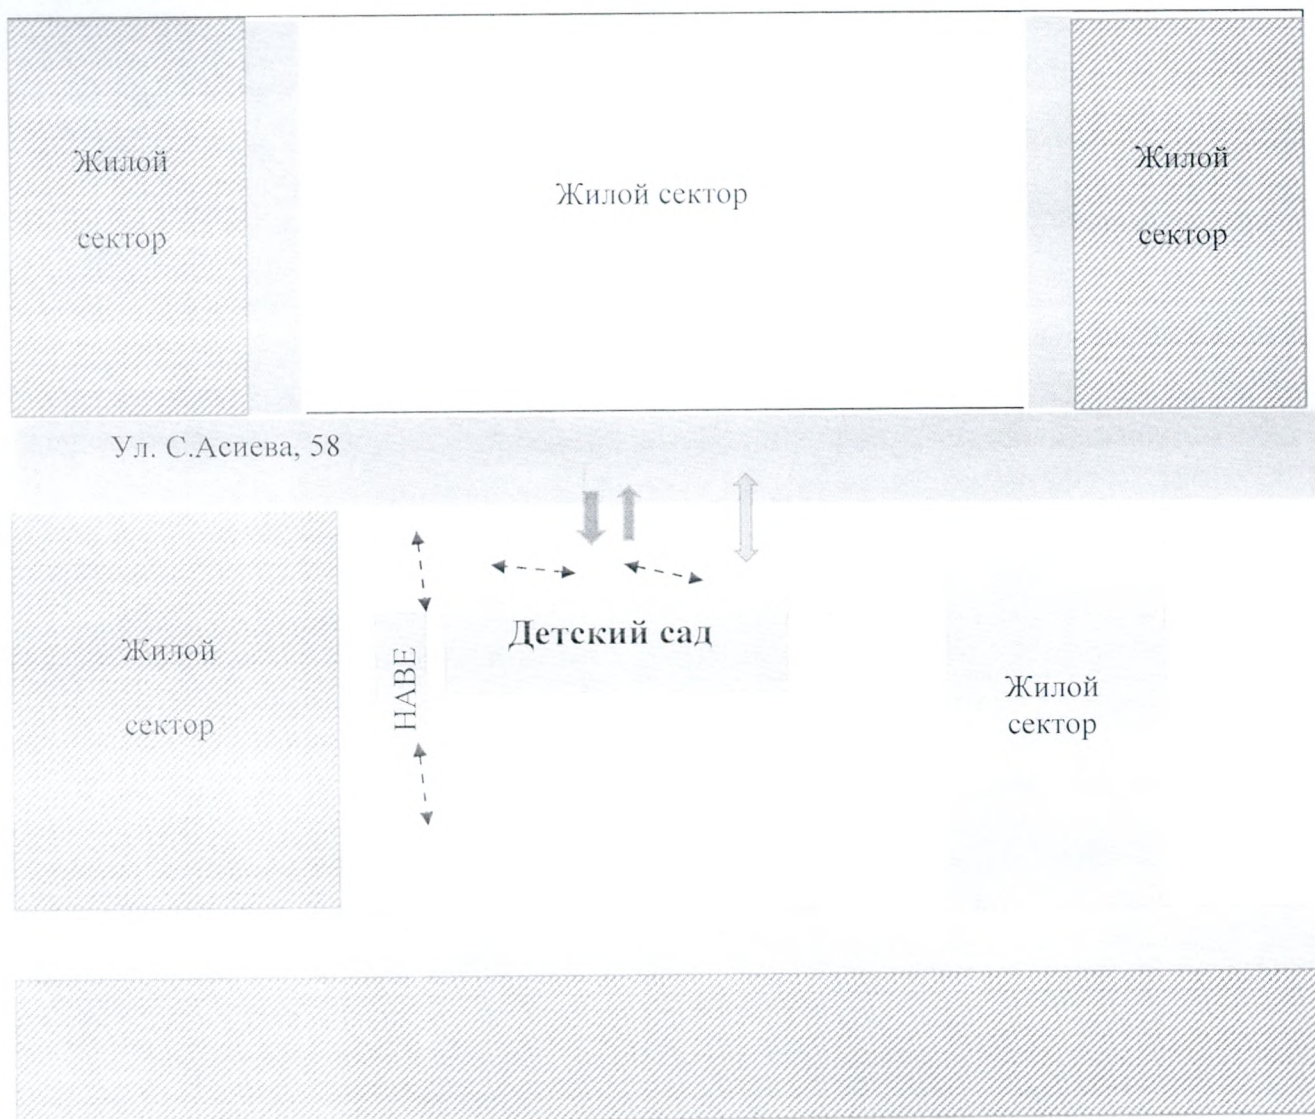 Жилой
сектор
Жилой сектор
Жилой
сектор
Ул. С.Асиева, 58
Жилой
сектор
НАВЕ
Детский сад
Жилой
сектор